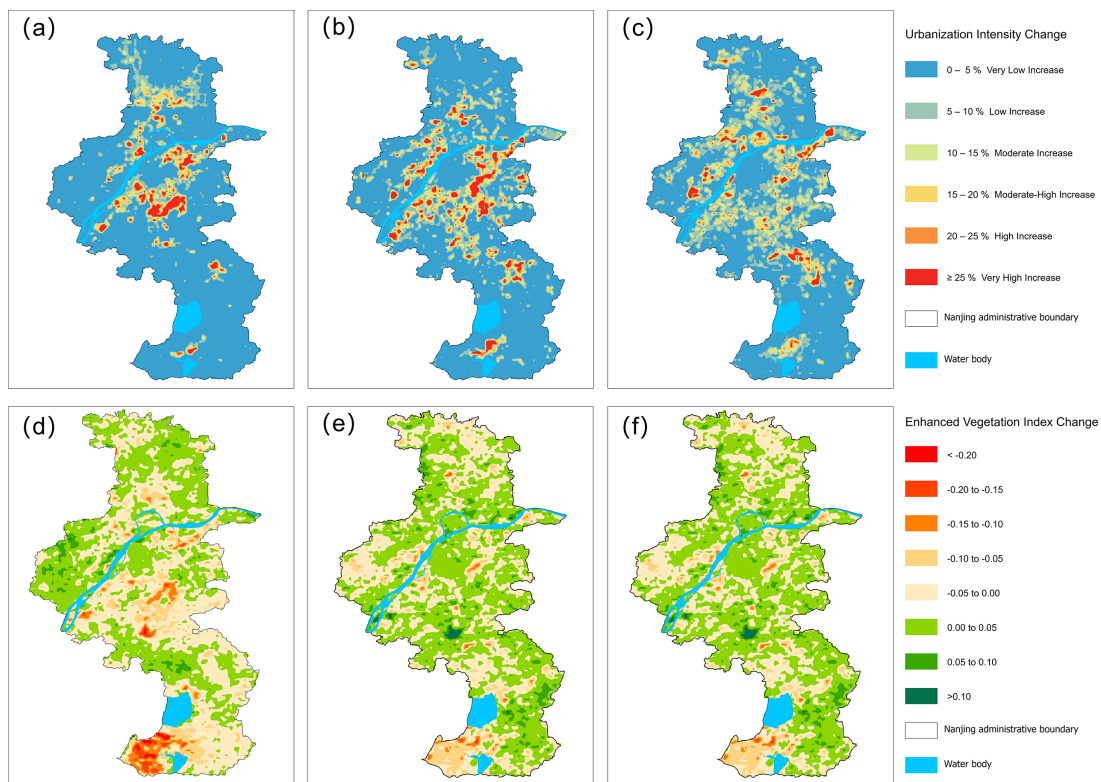 (a)
(b)
(c)
Urbanization Intensity Change
0 – 5 % Very Low Increase
5 – 10 % Low Increase
10 – 15 % Moderate Increase
15 – 20 % Moderate-High Increase
20 – 25 % High Increase
≥ 25 % Very High Increase
Nanjing administrative boundary
Water body
(d)
(e)
(f)
Enhanced Vegetation Index Change
< -0.20
-0.20 to -0.15
-0.15 to -0.10
-0.10 to -0.05
-0.05 to 0.00
0.00 to 0.05
0.05 to 0.10
>0.10
Nanjing administrative boundary
Water body